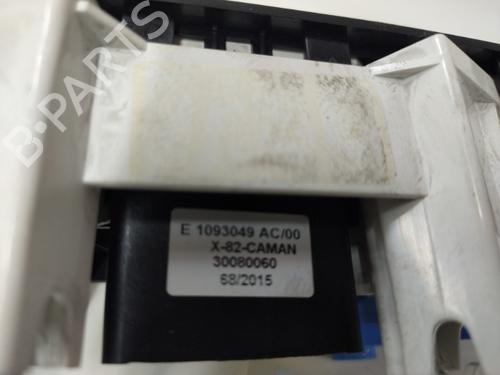 B-PARTS
E 1093049 AC/00
X-82-CAMAN
30080060
68/2015